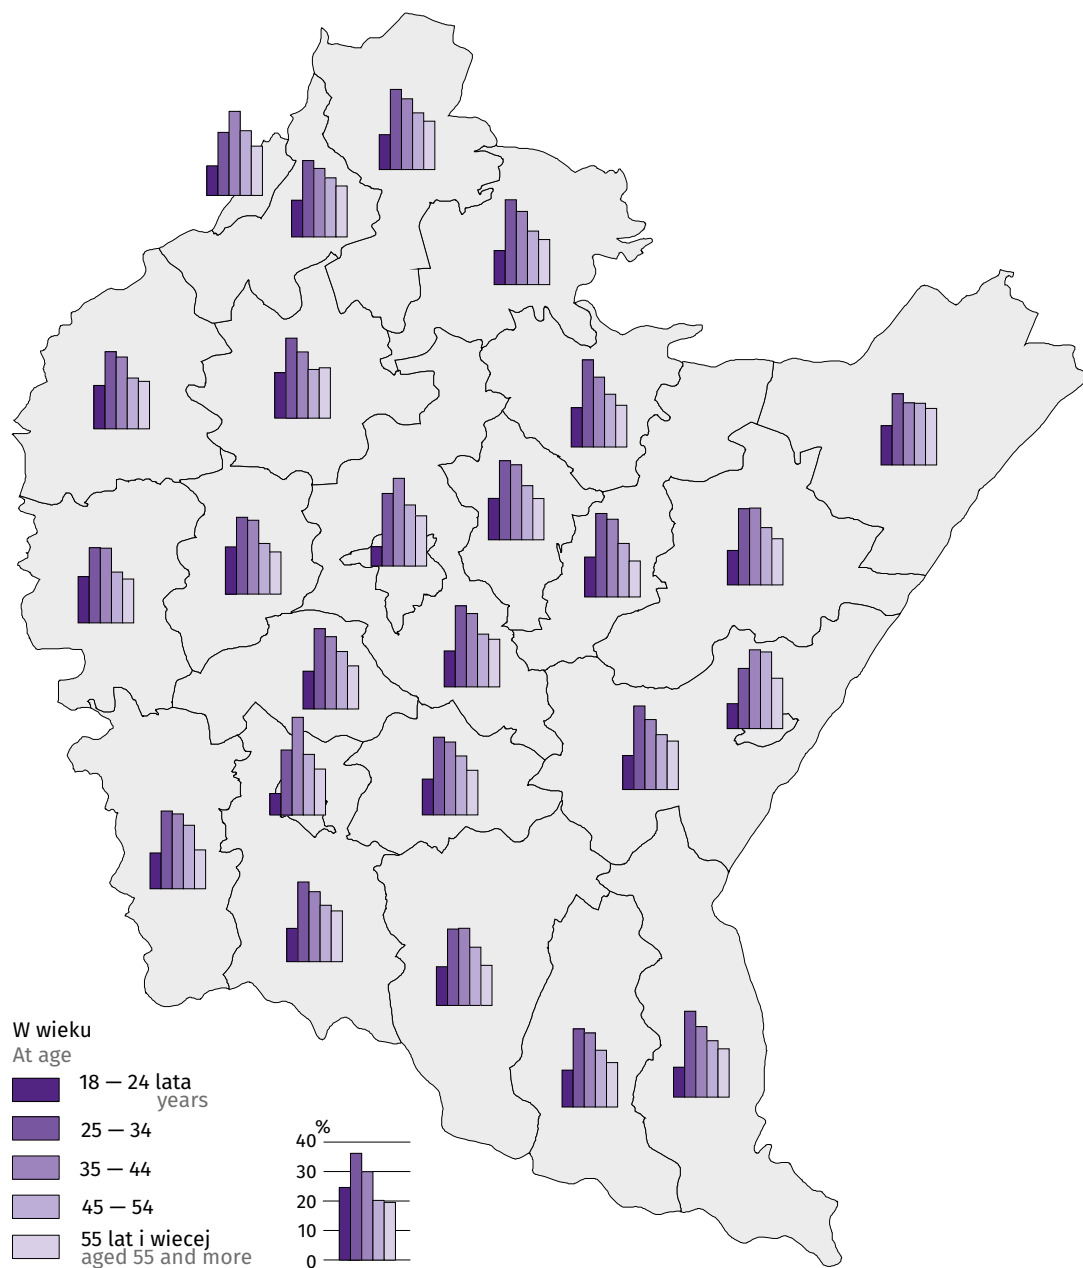 W wieku
At age
18 — 24 lata
years
25 — 34
35 — 44
45 — 54
55 lat i wiecej
aged 55 and more
%
40
30
20
10
0